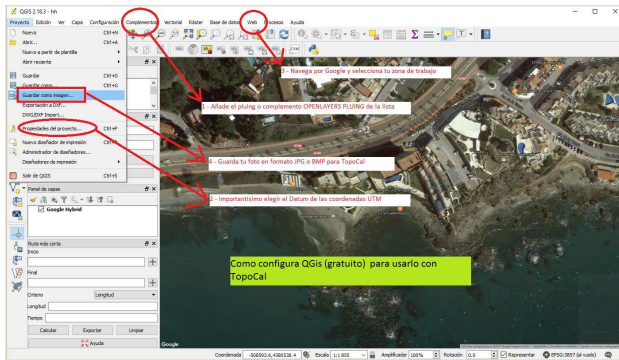 QGIS 2.18.3 - hh
Proyecto Edición Ver Capa Configuración Complementos Vectorial Ráster Base de datos Web Procesos Ayuda
Nuevo Ctrl+N
Abrir... Ctrl+A
Nuevo a partir de plantilla
Abrir reciente
Guardar Ctrl+G
Guardar como...
Guardar como imagen...
Exportación a DXF...
DWG/DXF Import...
Propiedades del proyecto... Ctrl+P
Nuevo diseñador de impresión Ctrl+N
Administrador de diseñadores...
Diseñadores de impresión
Salir de QGIS Ctrl+S
3 - Navega por Google y selecciona tu zona de trabajo
1 - Añade el pluing o complemento OPENLAYERS PLUING de la lista
4 - Guarda tu foto en formato JPG o BMP para TopoCal
2 - Importantísimo elegir el Datum de las coordenadas UTM
Panel de capas
Google Hybrid
Ruta más corta
Inicio
Final
Criterio Longitud
Longitud
Tiempo
Calcular Exportar Limpiar
Ayuda
Como configura QGis (gratuito) para usarlo con
TopoCal
Google
Coordenada -508593.6,4380538.4 Escala 1:1.055 Amplificador 100% Rotación 0.0 Representar EPSG:3857 (al vuelo)